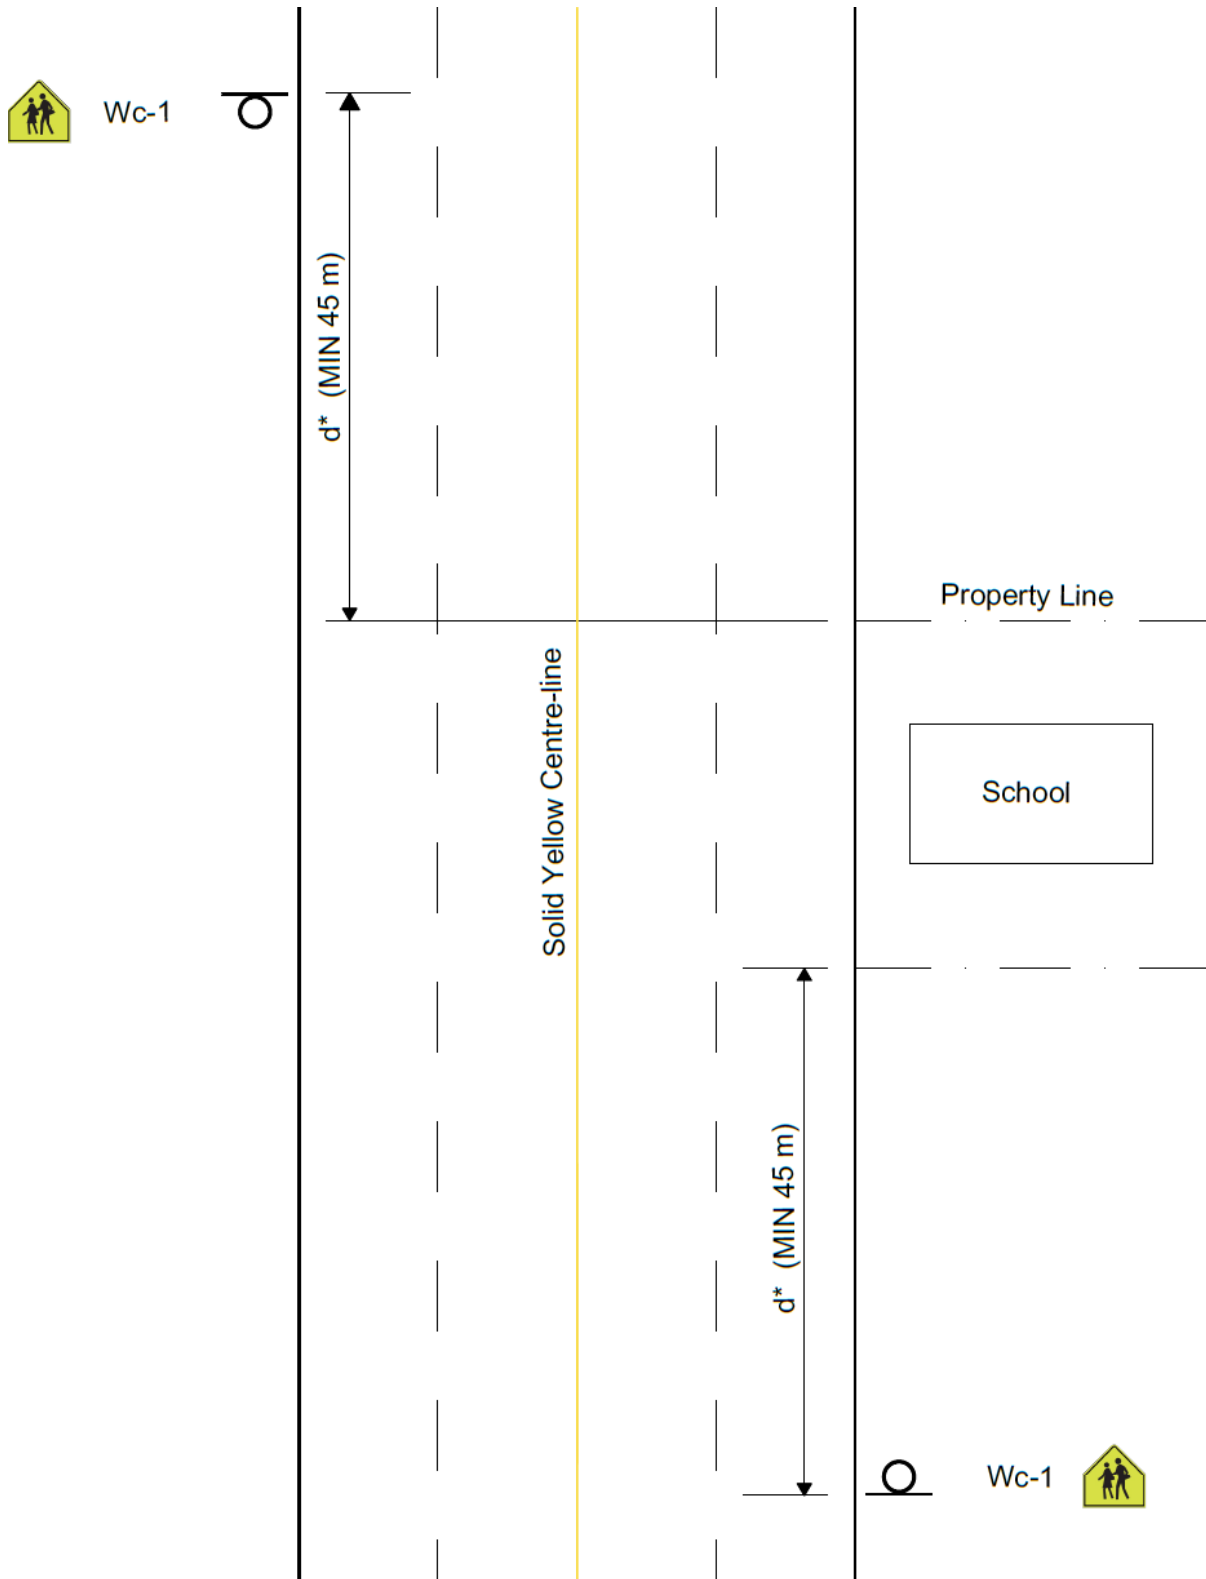 Wc-1
d* (MIN 45 m)
Property Line
Solid Yellow Centre-line
School
d* (MIN 45 m)
Wc-1